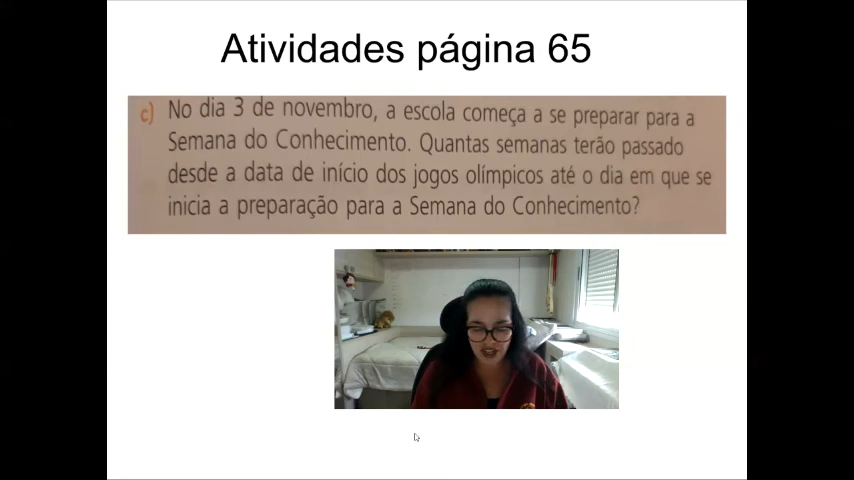 Atividades página 65
c) No dia 3 de novembro, a escola começa a se preparar para a
Semana do Conhecimento. Quantas semanas terão passado
desde a data de início dos jogos olímpicos até o dia em que se
inicia a preparação para a Semana do Conhecimento?